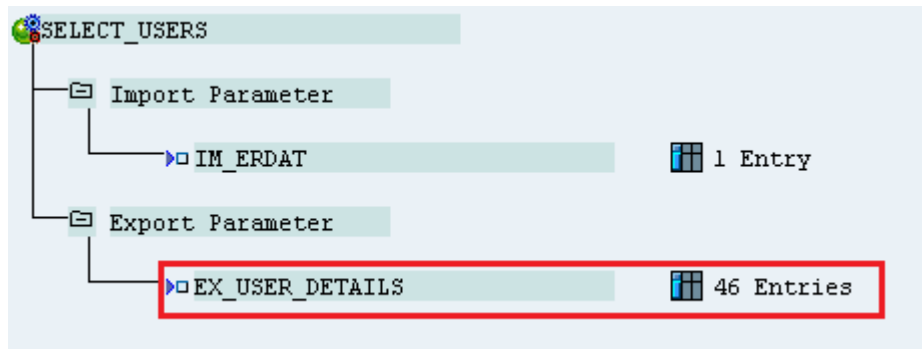 SELECT_USERS
Import Parameter
IM_ERDAT 1 Entry
Export Parameter
EX_USER_DETAILS 46 Entries